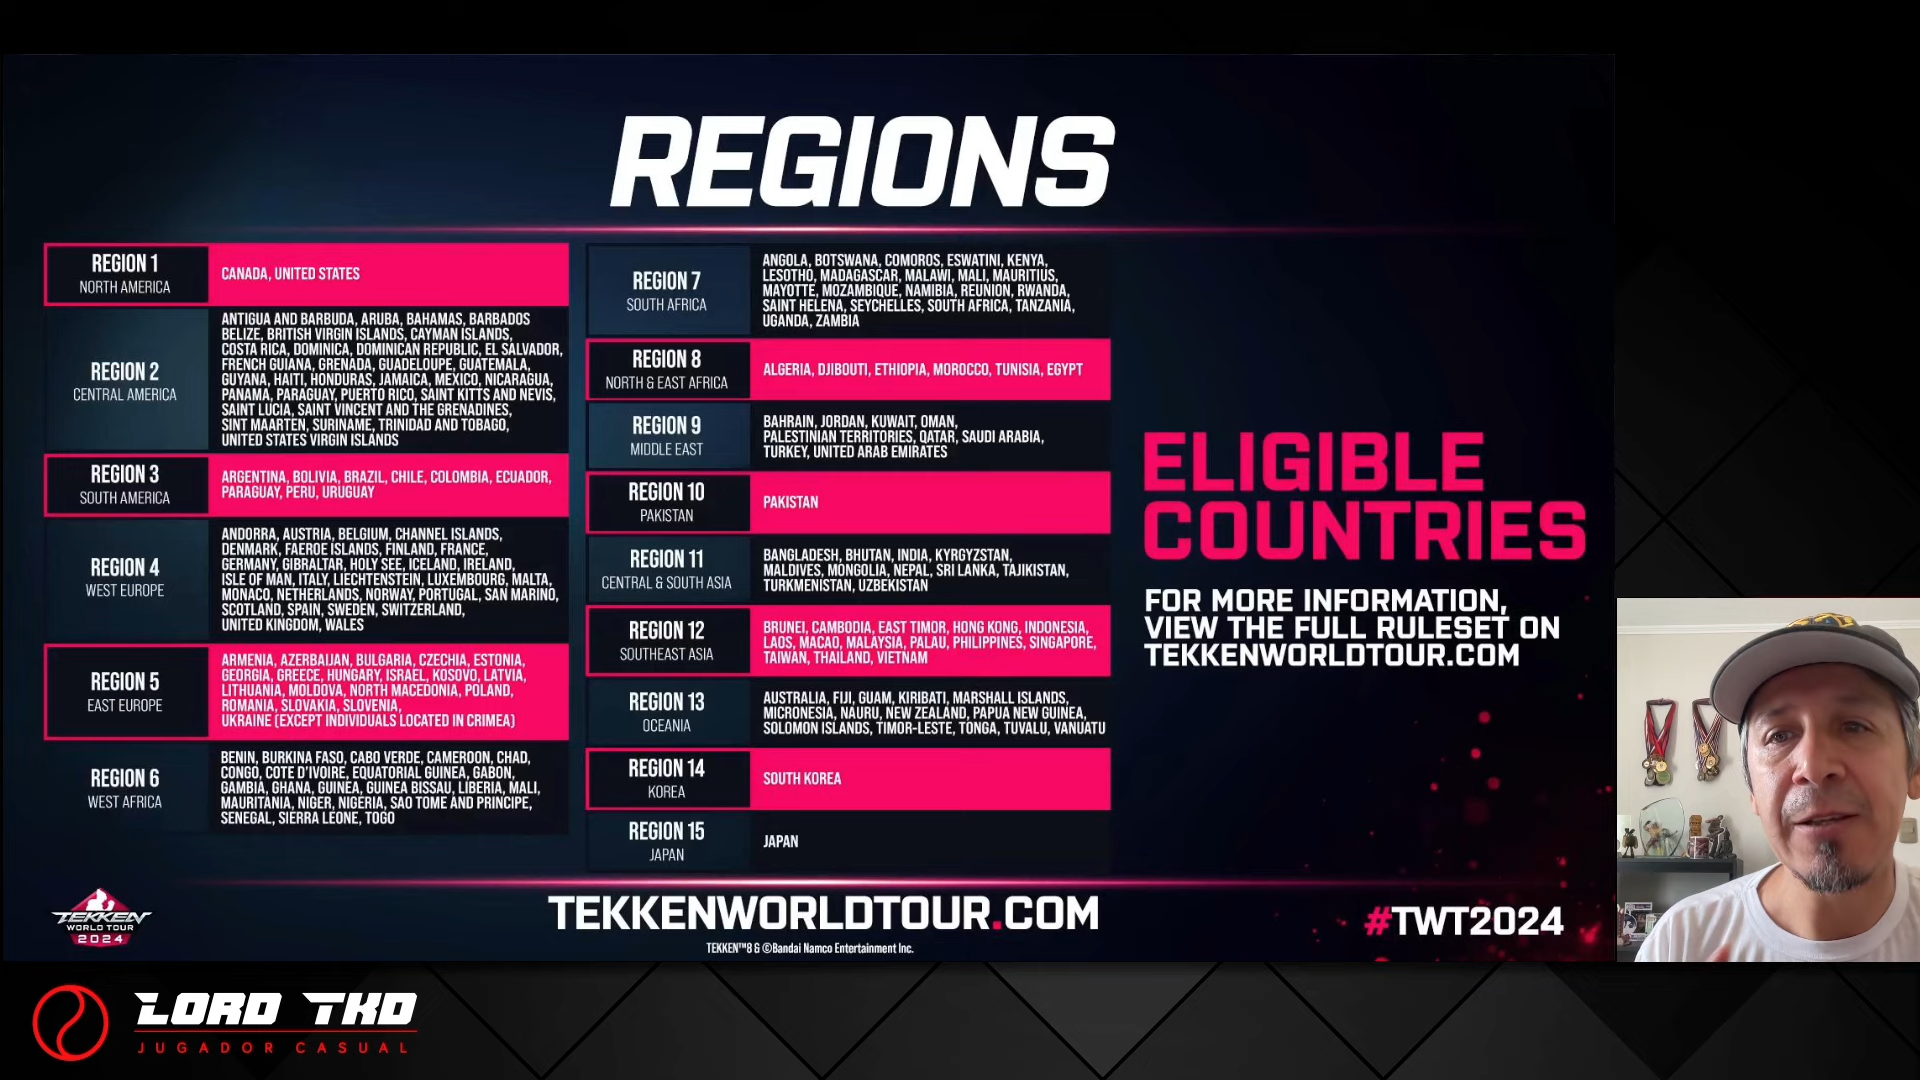 REGIONS
REGION 1
NORTH AMERICA
CANADA, UNITED STATES
REGION 2
CENTRAL AMERICA
ANTIGUA AND BARBUDA, ARUBA, BAHAMAS, BARBADOS
BELIZE, BRITISH VIRGIN ISLANDS, CAYMAN ISLANDS,
COSTA RICA, DOMINICA, DOMINICAN REPUBLIC, EL SALVADOR,
FRENCH GUIANA, GRENADA, GUADELOUPE, GUATEMALA,
GUYANA, HAITI, HONDURAS, JAMAICA, MEXICO, NICARAGUA,
PANAMA, PARAGUAY, PUERTO RICO, SAINT KITTS AND NEVIS,
SAINT LUCIA, SAINT VINCENT AND THE GRENADINES,
SINT MAARTEN, SURINAME, TRINIDAD AND TOBAGO,
UNITED STATES VIRGIN ISLANDS
REGION 3
SOUTH AMERICA
ARGENTINA, BOLIVIA, BRAZIL, CHILE, COLOMBIA, ECUADOR,
PARAGUAY, PERU, URUGUAY
REGION 4
WEST EUROPE
ANDORRA, AUSTRIA, BELGIUM, CHANNEL ISLANDS,
DENMARK, FAEROE ISLANDS, FINLAND, FRANCE,
GERMANY, GIBRALTAR, HOLY SEE, ICELAND, IRELAND,
ISLE OF MAN, ITALY, LIECHTENSTEIN, LUXEMBOURG, MALTA,
MONACO, NETHERLANDS, NORWAY, PORTUGAL, SAN MARINO,
SCOTLAND, SPAIN, SWEDEN, SWITZERLAND,
UNITED KINGDOM, WALES
REGION 5
EAST EUROPE
ARMENIA, AZERBAIJAN, BULGARIA, CZECHIA, ESTONIA,
GEORGIA, GREECE, HUNGARY, ISRAEL, KOSOVO, LATVIA,
LITHUANIA, MOLDOVA, NORTH MACEDONIA, POLAND,
ROMANIA, SLOVAKIA, SLOVENIA,
UKRAINE (EXCEPT INDIVIDUALS LOCATED IN CRIMEA)
REGION 6
WEST AFRICA
BENIN, BURKINA FASO, CABO VERDE, CAMEROON, CHAD,
CONGO, COTE D'IVOIRE, EQUATORIAL GUINEA, GABON,
GAMBIA, GHANA, GUINEA, GUINEA BISSAU, LIBERIA, MALI,
MAURITANIA, NIGER, NIGERIA, SAO TOME AND PRINCIPE,
SENEGAL, SIERRA LEONE, TOGO
REGION 7
SOUTH AFRICA
ANGOLA, BOTSWANA, COMOROS, ESWATINI, KENYA,
LESOTHO, MADAGASCAR, MALAWI, MALI, MAURITIUS,
MAYOTTE, MOZAMBIQUE, NAMIBIA, REUNION, RWANDA,
SAINT HELENA, SEYCHELLES, SOUTH AFRICA, TANZANIA,
UGANDA, ZAMBIA
REGION 8
NORTH & EAST AFRICA
ALGERIA, DJIBOUTI, ETHIOPIA, MOROCCO, TUNISIA, EGYPT
REGION 9
MIDDLE EAST
BAHRAIN, JORDAN, KUWAIT, OMAN,
PALESTINIAN TERRITORIES, QATAR, SAUDI ARABIA,
TURKEY, UNITED ARAB EMIRATES
REGION 10
PAKISTAN
PAKISTAN
REGION 11
CENTRAL & SOUTH ASIA
BANGLADESH, BHUTAN, INDIA, KYRGYZSTAN,
MALDIVES, MONGOLIA, NEPAL, SRI LANKA, TAJIKISTAN,
TURKMENISTAN, UZBEKISTAN
REGION 12
SOUTHEAST ASIA
BRUNEI, CAMBODIA, EAST TIMOR, HONG KONG, INDONESIA,
LAOS, MACAO, MALAYSIA, PALAU, PHILIPPINES, SINGAPORE,
TAIWAN, THAILAND, VIETNAM
REGION 13
OCEANIA
AUSTRALIA, FIJI, GUAM, KIRIBATI, MARSHALL ISLANDS,
MICRONESIA, NAURU, NEW ZEALAND, PAPUA NEW GUINEA,
SOLOMON ISLANDS, TIMOR-LESTE, TONGA, TUVALU, VANUATU
REGION 14
KOREA
SOUTH KOREA
REGION 15
JAPAN
JAPAN
ELIGIBLE
COUNTRIES
FOR MORE INFORMATION,
VIEW THE FULL RULESET ON
TEKKENWORLDTOUR.COM
TEKKEN
WORLD TOUR
2024
TEKKENWORLDTOUR.COM
TEKKEN™8 & ©Bandai Namco Entertainment Inc.
#TWT2024
LORD TKD
JUGADOR CASUAL